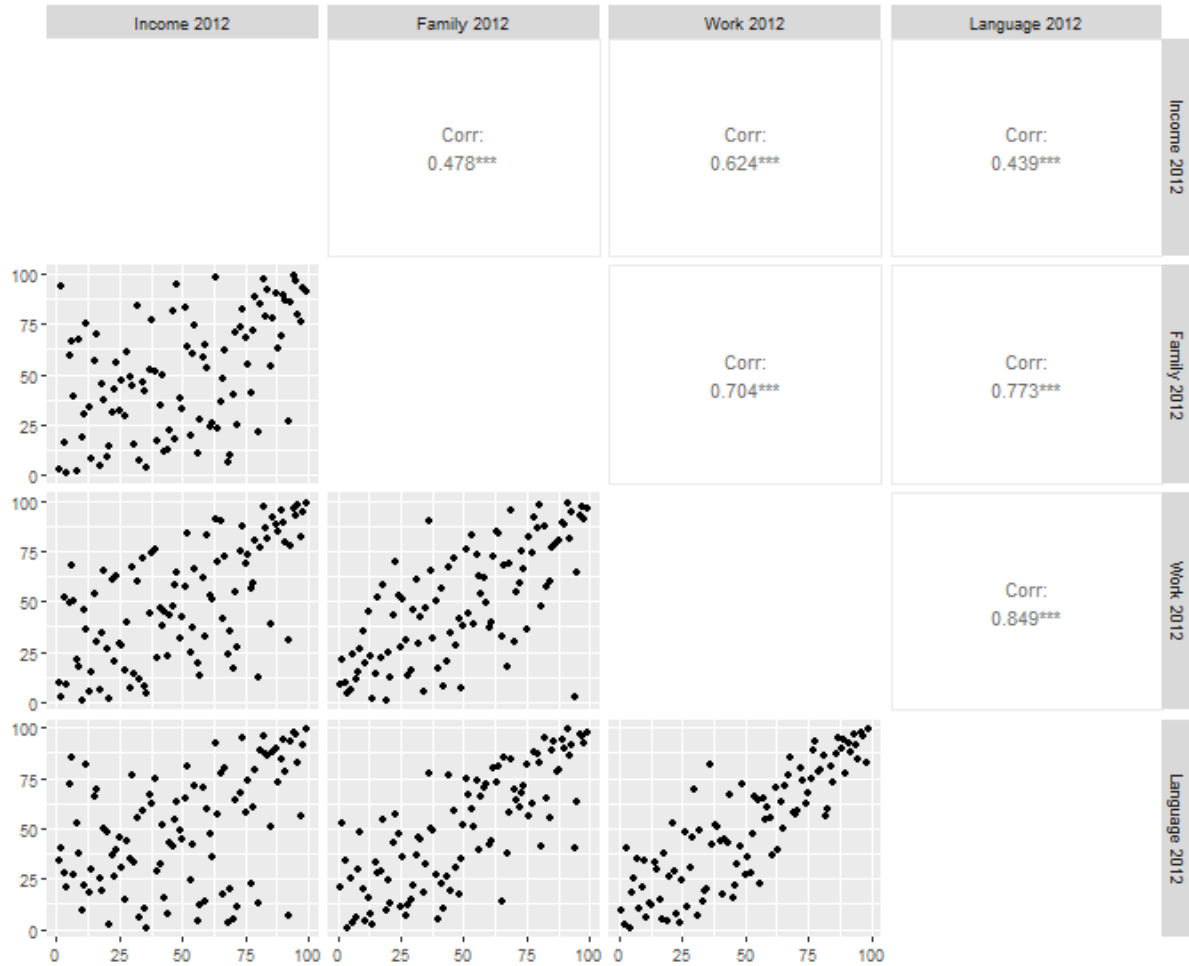 Income 2012
Family 2012
Work 2012
Language 2012
Corr:
0.478***
Corr:
0.624***
Corr:
0.439***
Income 2012
100
75
50
25
0
Corr:
0.704***
Corr:
0.773***
Family 2012
100
75
50
25
0
Corr:
0.849***
Work 2012
100
75
50
25
0
Language 2012
0 25 50 75 100
0 25 50 75 100
0 25 50 75 100